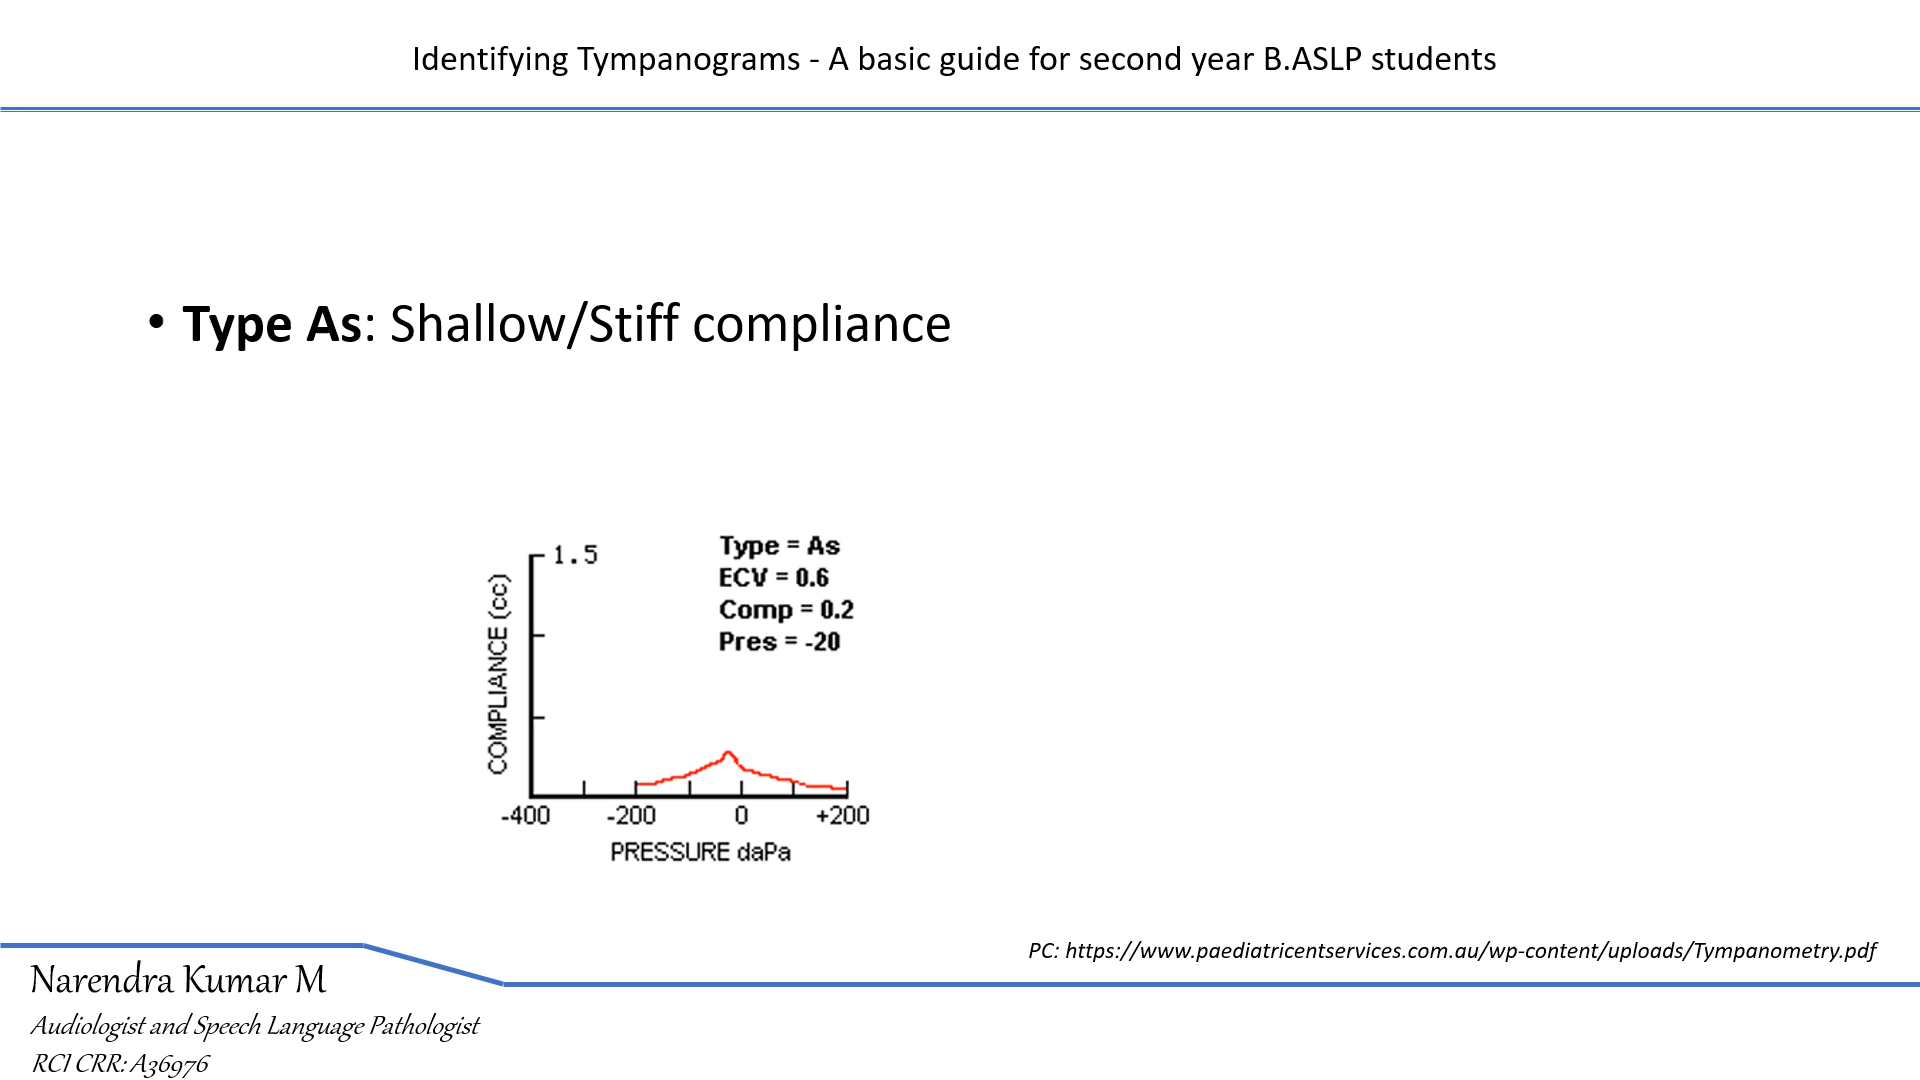 Identifying Tympanograms - A basic guide for second year B.ASLP students
• Type As: Shallow/Stiff compliance
1.5
Type = As
ECV = 0.6
Comp = 0.2
Pres = -20
COMPLIANCE (cc)
-400 -200 0 +200
PRESSURE daPa
PC: https://www.paediatricentservices.com.au/wp-content/uploads/Tympanometry.pdf
Narendra Kumar M
Audiologist and Speech Language Pathologist
RCI CRR: A36976